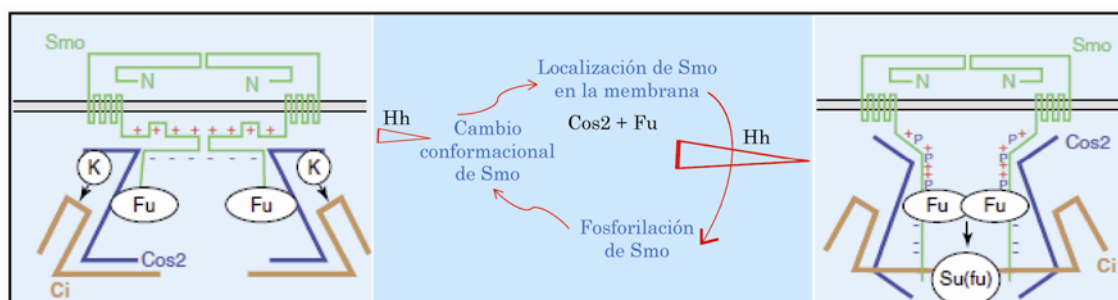 Smo
N
N
+ + + + + + + +
- - - - - - -
K
K
Fu
Fu
Cos2
Ci
Hh
Localización de Smo
en la membrana
Cos2 + Fu
Cambio
conformacional
de Smo
Hh
Fosforilación
de Smo
Smo
N
N
P
P
P
P
P
P
Cos2
Fu
Fu
Su(fu)
Ci